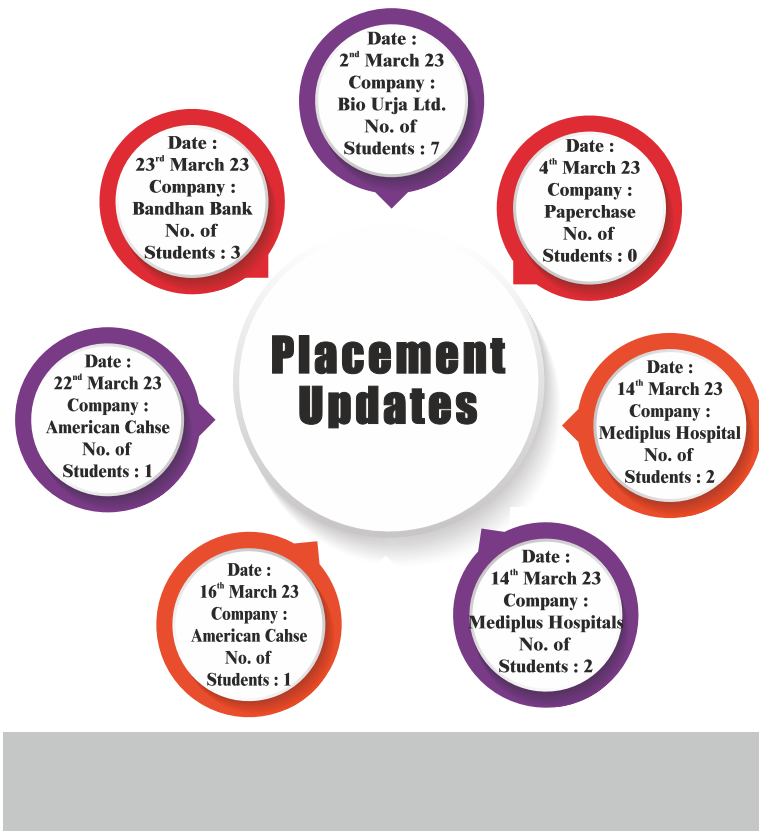 Placement
Updates
Date :
2nd March 23
Company :
Bio Urja Ltd.
No. of
Students : 7
Date :
4th March 23
Company :
Paperchase
No. of
Students : 0
Date :
14th March 23
Company :
Mediplus Hospital
No. of
Students : 2
Date :
14th March 23
Company :
Mediplus Hospitals
No. of
Students : 2
Date :
16th March 23
Company :
American Cahse
No. of
Students : 1
Date :
22nd March 23
Company :
American Cahse
No. of
Students : 1
Date :
23rd March 23
Company :
Bandhan Bank
No. of
Students : 3